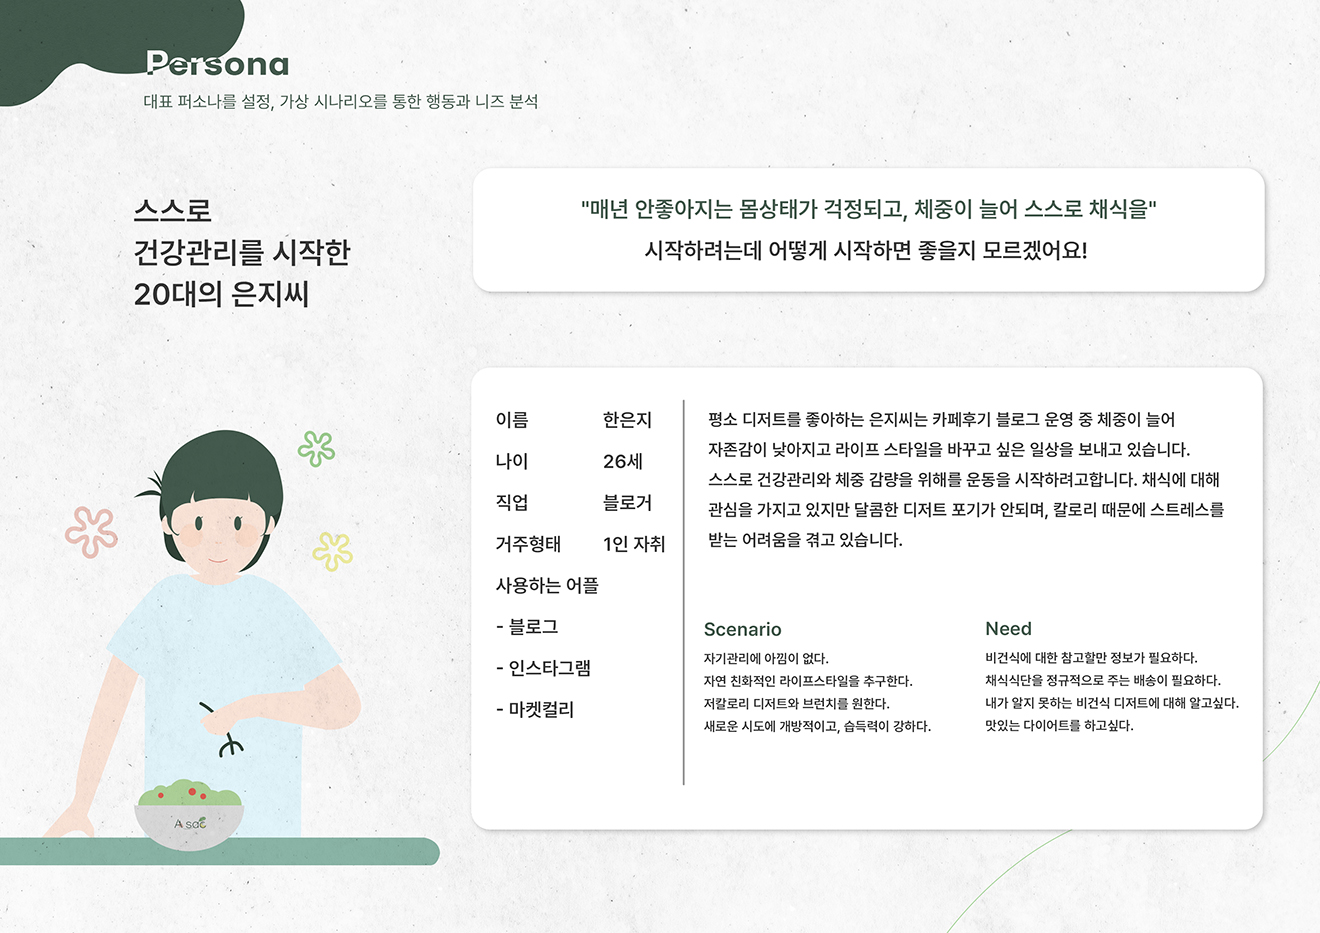 Persona
대표 퍼소나를 설정, 가상 시나리오를 통한 행동과 니즈 분석
스스로
건강관리를 시작한
20대의 은지씨
"매년 안좋아지는 몸상태가 걱정되고, 체중이 늘어 스스로 채식을"
시작하려는데 어떻게 시작하면 좋을지 모르겠어요!
이름 한은지
나이 26세
직업 블로거
거주형태 1인 자취
사용하는 어플
- 블로그
- 인스타그램
- 마켓컬리
평소 디저트를 좋아하는 은지씨는 카페후기 블로그 운영 중 체중이 늘어
자존감이 낮아지고 라이프 스타일을 바꾸고 싶은 일상을 보내고 있습니다.
스스로 건강관리와 체중 감량을 위해를 운동을 시작하려고합니다. 채식에 대해
관심을 가지고 있지만 달콤한 디저트 포기가 안되며, 칼로리 때문에 스트레스를
받는 어려움을 겪고 있습니다.
Scenario
자기관리에 아낌이 없다.
자연 친화적인 라이프스타일을 추구한다.
저칼로리 디저트와 브런치를 원한다.
새로운 시도에 개방적이고, 습득력이 강하다.
Need
비건식에 대한 참고할만 정보가 필요하다.
채식식단을 정규적으로 주는 배송이 필요하다.
내가 알지 못하는 비건식 디저트에 대해 알고싶다.
맛있는 다이어트를 하고싶다.
A sac